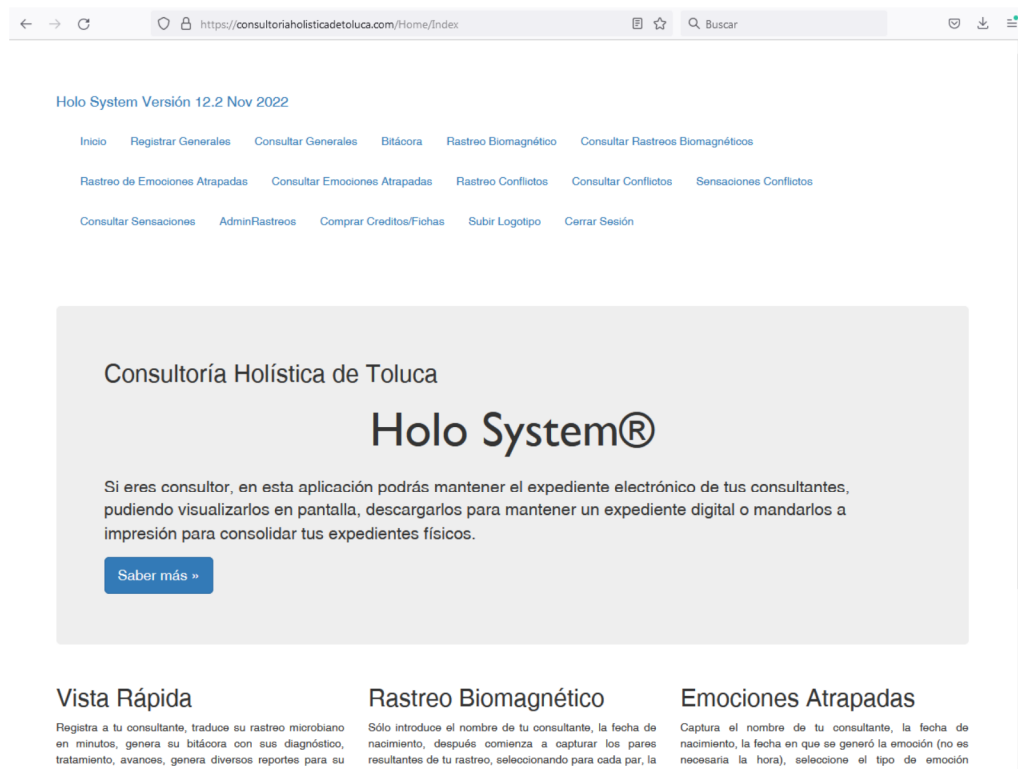 https://consultoriaholisticadetoluca.com/Home/Index
Buscar
Holo System Versión 12.2 Nov 2022
Inicio Registrar Generales Consultar Generales Bitácora Rastreo Biomagnético Consultar Rastreos Biomagnéticos
Rastreo de Emociones Atrapadas Consultar Emociones Atrapadas Rastreo Conflictos Consultar Conflictos Sensaciones Conflictos
Consultar Sensaciones AdminRastreos Comprar Creditos/Fichas Subir Logotipo Cerrar Sesión
Consultoría Holística de Toluca
Holo System®
Si eres consultor, en esta aplicación podrás mantener el expediente electrónico de tus consultantes,
pudiendo visualizarlos en pantalla, descargarlos para mantener un expediente digital o mandarlos a
impresión para consolidar tus expedientes físicos.
Saber más »
Vista Rápida
Registra a tu consultante, traduce su rastreo microbiano
en minutos, genera su bitácora con sus diagnóstico,
tratamiento, avances, genera diversos reportes para su
Rastreo Biomagnético
Sólo introduce el nombre de tu consultante, la fecha de
nacimiento, después comienza a capturar los pares
resultantes de tu rastreo, seleccionando para cada par, la
Emociones Atrapadas
Captura el nombre de tu consultante, la fecha de
nacimiento, la fecha en que se generó la emoción (no es
necesaria la hora), seleccione el tipo de emoción